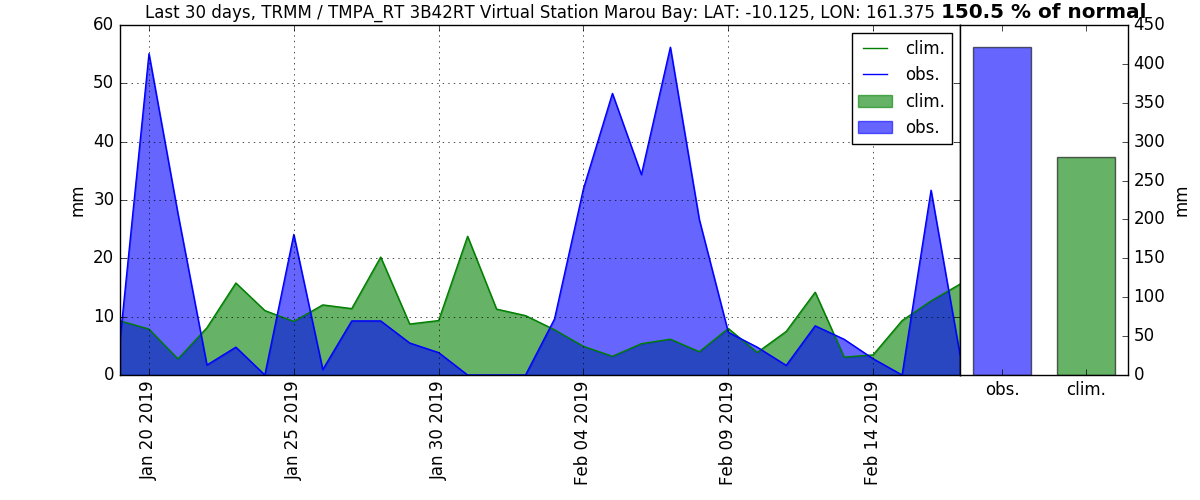 Last 30 days, TRMM / TMPA_RT 3B42RT Virtual Station Marou Bay: LAT: -10.125, LON: 161.375 150.5 % of normal
60
50
40
30
20
10
0
mm
clim.
obs.
clim.
obs.
Jan 20 2019
Jan 25 2019
Jan 30 2019
Feb 04 2019
Feb 09 2019
Feb 14 2019
450
400
350
300
250
200
150
100
50
0
mm
obs.
clim.